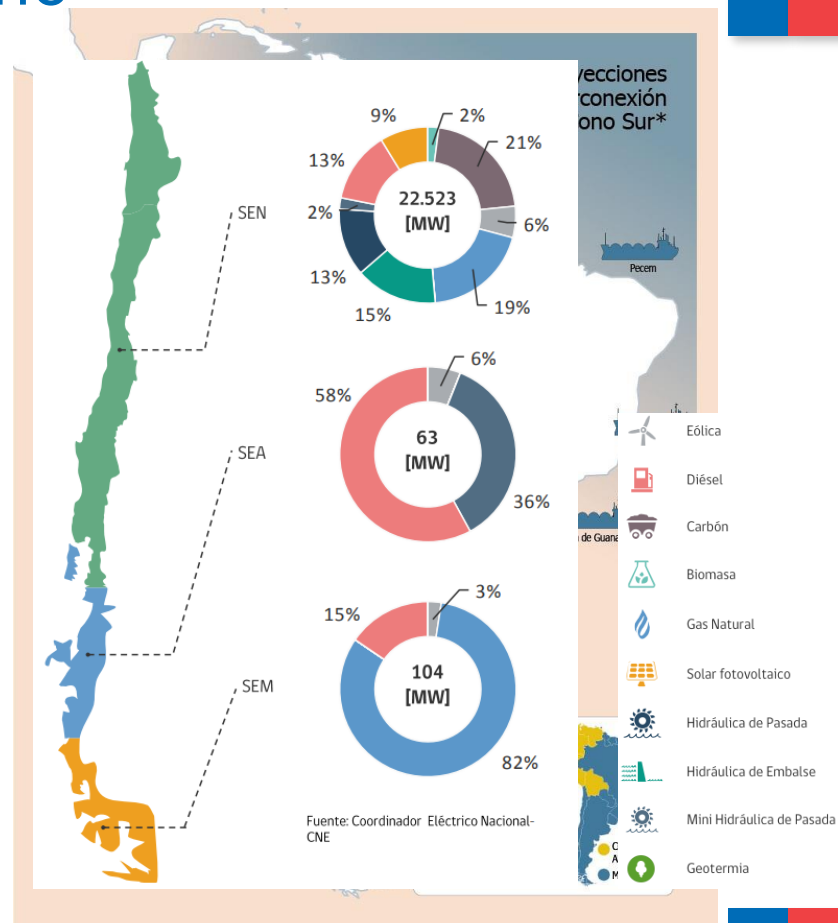 yecciones
rconexión
ono Sur*
9%
2%
21%
13%
2%
22.523
[MW]
6%
13%
15%
19%
SEN
Pecem
58%
6%
63
[MW]
36%
SEA
de Guana
15%
3%
104
[MW]
82%
SEM
Fuente: Coordinador Eléctrico Nacional-
CNE
Eólica
Diésel
Carbón
Biomasa
Gas Natural
Solar fotovoltaico
Hidráulica de Pasada
Hidráulica de Embalse
Mini Hidráulica de Pasada
Geotermia